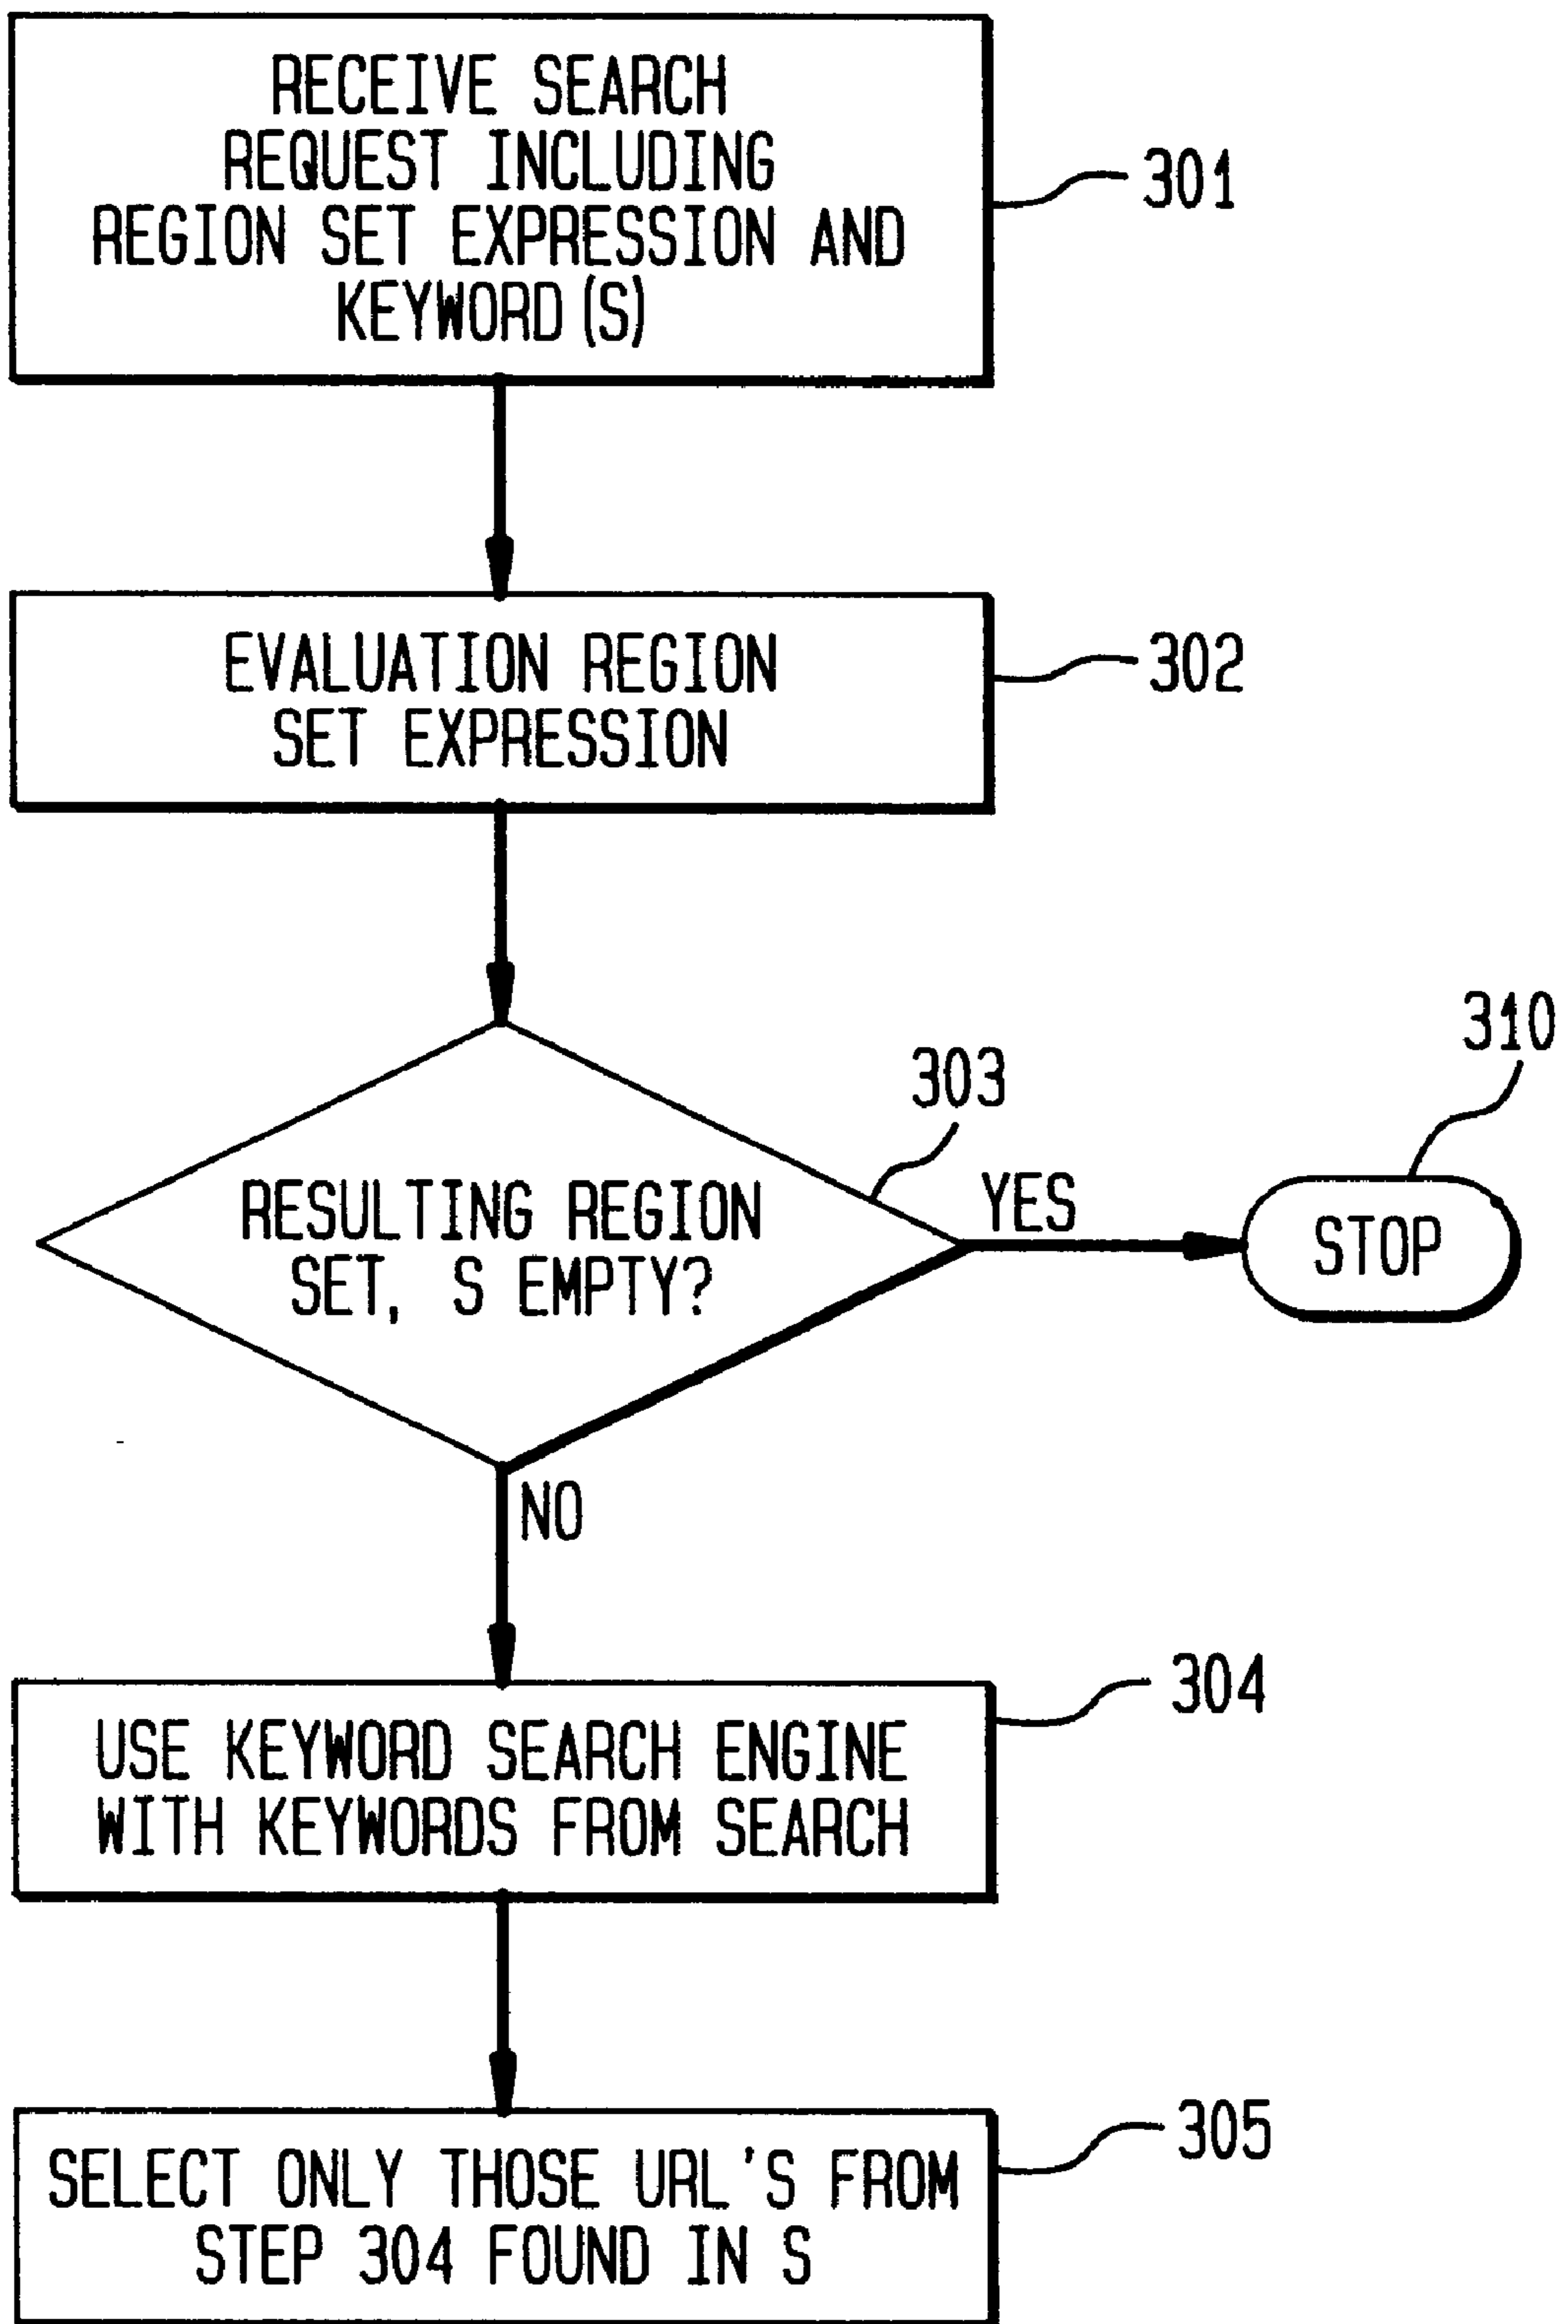 RECEIVE SEARCH
REQUEST INCLUDING
REGION SET EXPRESSION AND
KEYWORD(S)
301
EVALUATION REGION
SET EXPRESSION
302
RESULTING REGION
SET, S EMPTY?
303
YES
STOP
310
NO
USE KEYWORD SEARCH ENGINE
WITH KEYWORDS FROM SEARCH
304
SELECT ONLY THOSE URL'S FROM
STEP 304 FOUND IN S
305